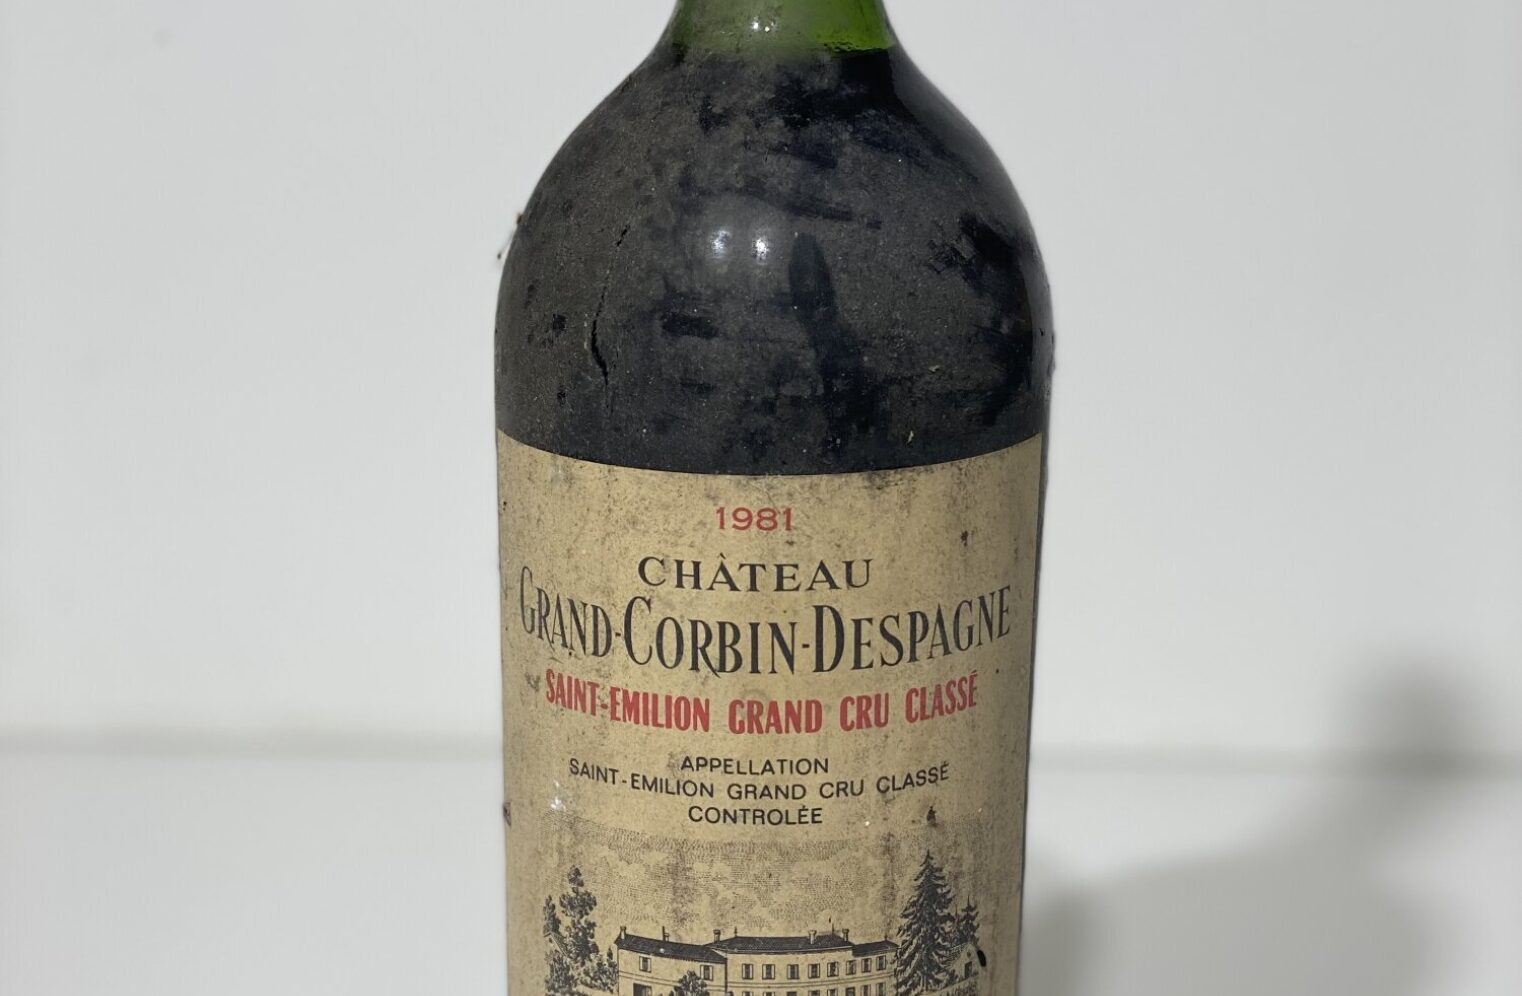 1981
CHÂTEAU
GRAND-CORBIN-DESPAGNE
SAINT-EMILION GRAND CRU CLASSÉ
APPELLATION
SAINT-EMILION GRAND CRU CLASSÉ
CONTROLÉE